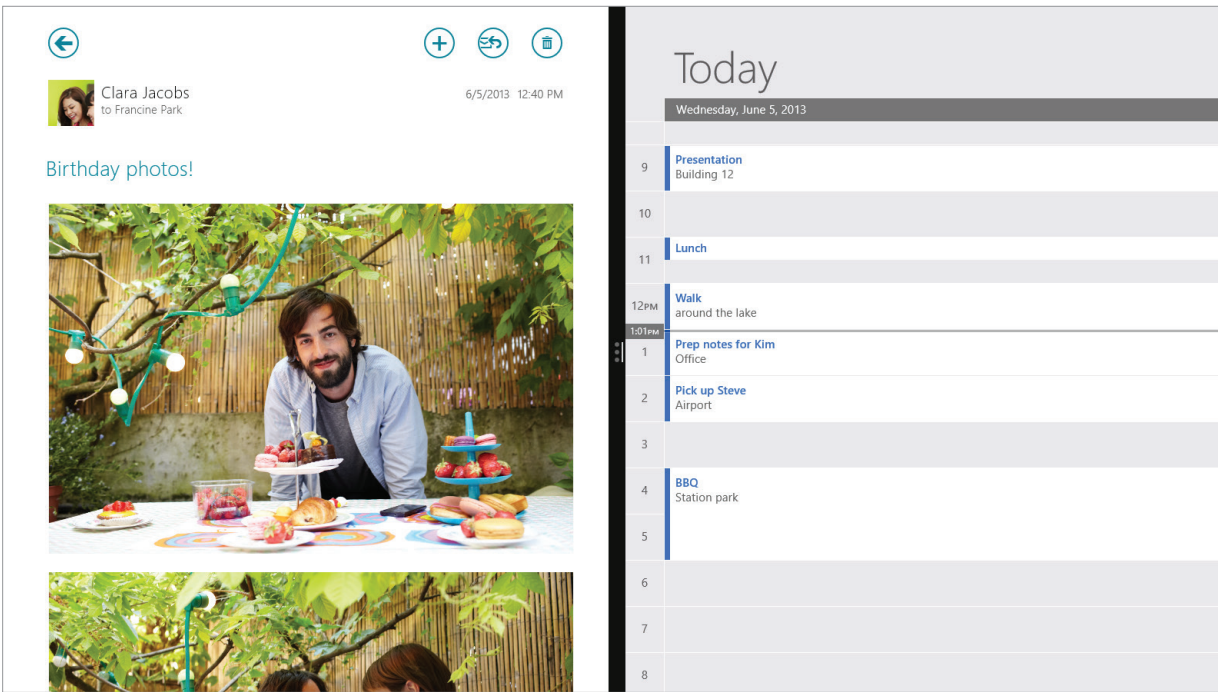 Clara Jacobs
to Francine Park
6/5/2013 12:40 PM
Birthday photos!
Today
Wednesday, June 5, 2013
9
Presentation
Building 12
10
Lunch
11
12PM
Walk
around the lake
1:01PM
1
Prep notes for Kim
Office
2
Pick up Steve
Airport
3
4
BBQ
Station park
5
6
7
8